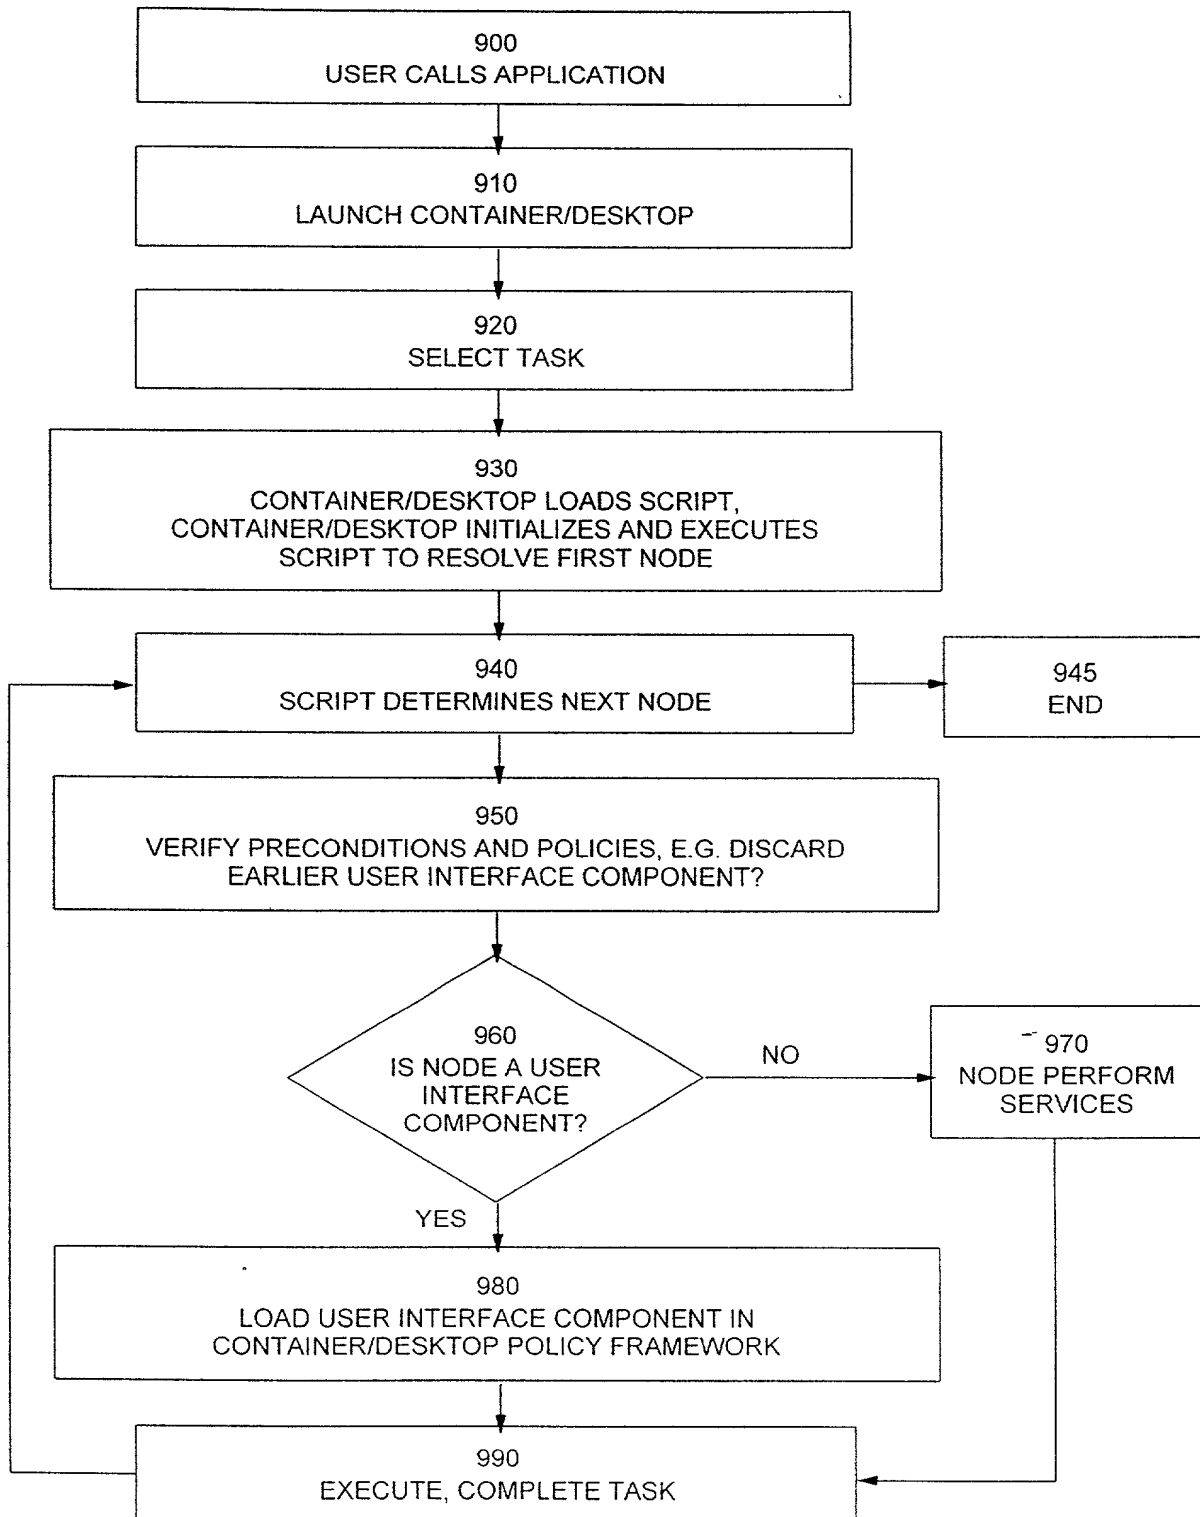 900
USER CALLS APPLICATION
910
LAUNCH CONTAINER/DESKTOP
920
SELECT TASK
930
CONTAINER/DESKTOP LOADS SCRIPT,
CONTAINER/DESKTOP INITIALIZES AND EXECUTES
SCRIPT TO RESOLVE FIRST NODE
940
SCRIPT DETERMINES NEXT NODE
945
END
950
VERIFY PRECONDITIONS AND POLICIES, E.G. DISCARD
EARLIER USER INTERFACE COMPONENT?
960
IS NODE A USER
INTERFACE
COMPONENT?
NO
970
NODE PERFORM
SERVICES
YES
980
LOAD USER INTERFACE COMPONENT IN
CONTAINER/DESKTOP POLICY FRAMEWORK
990
EXECUTE, COMPLETE TASK